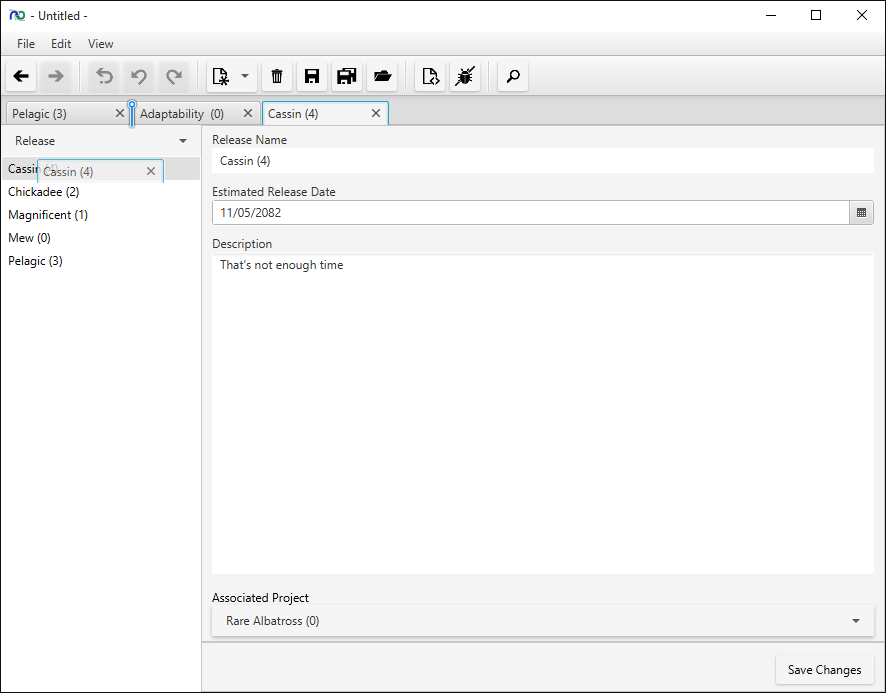 - Untitled -
File Edit View
Pelagic (3) Adaptability (0) Cassin (4)
Release
Cassin Cassin (4)
Chickadee (2)
Magnificent (1)
Mew (0)
Pelagic (3)
Release Name
Cassin (4)
Estimated Release Date
11/05/2082
Description
That's not enough time
Associated Project
Rare Albatross (0)
Save Changes